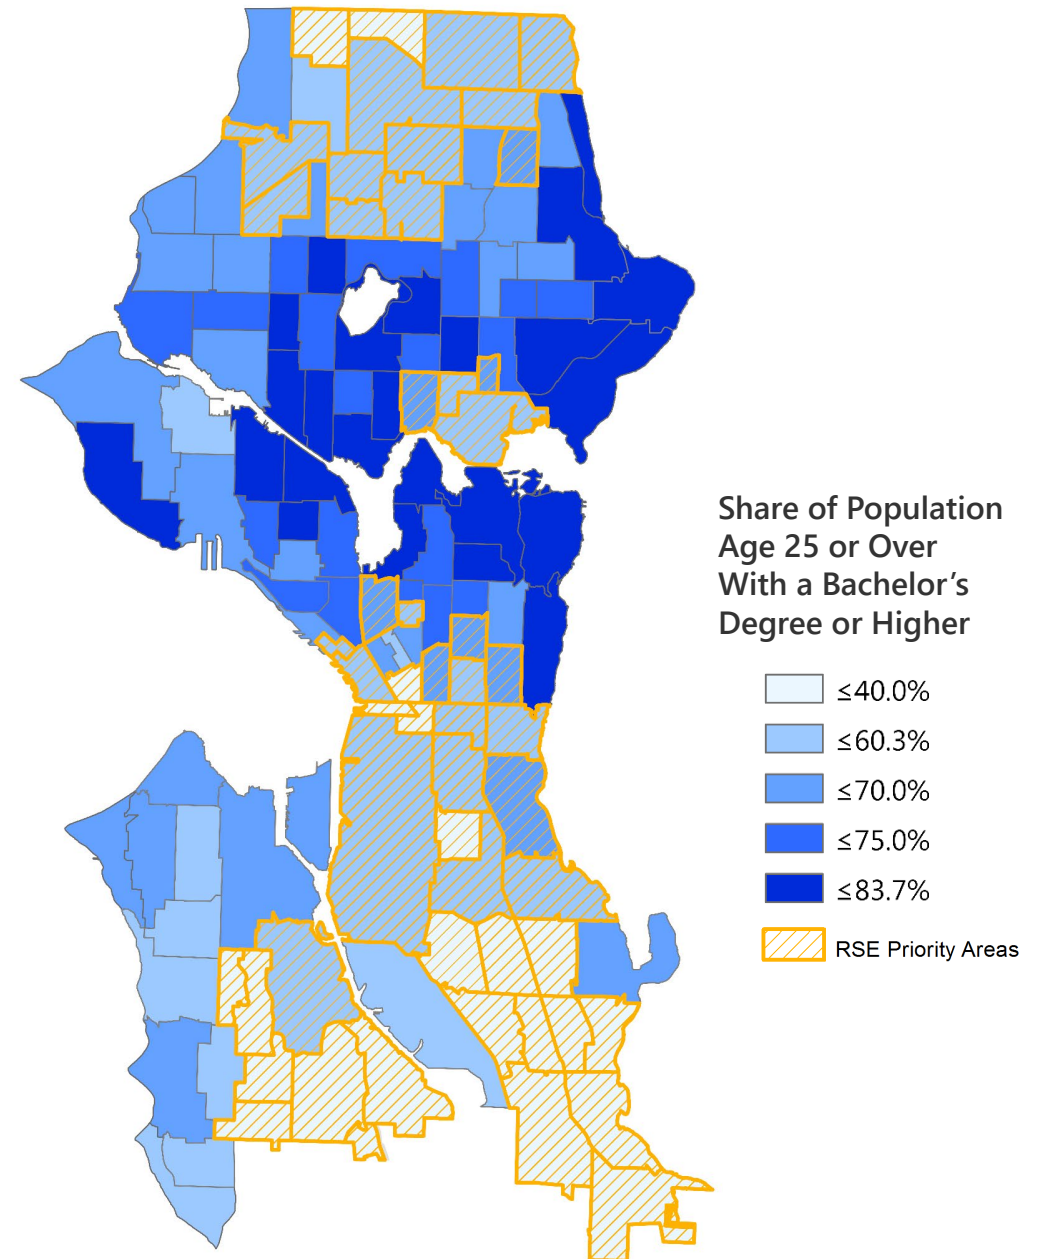 Share of Population
Age 25 or Over
With a Bachelor’s
Degree or Higher
≤40.0%
≤60.3%
≤70.0%
≤75.0%
≤83.7%
RSE Priority Areas